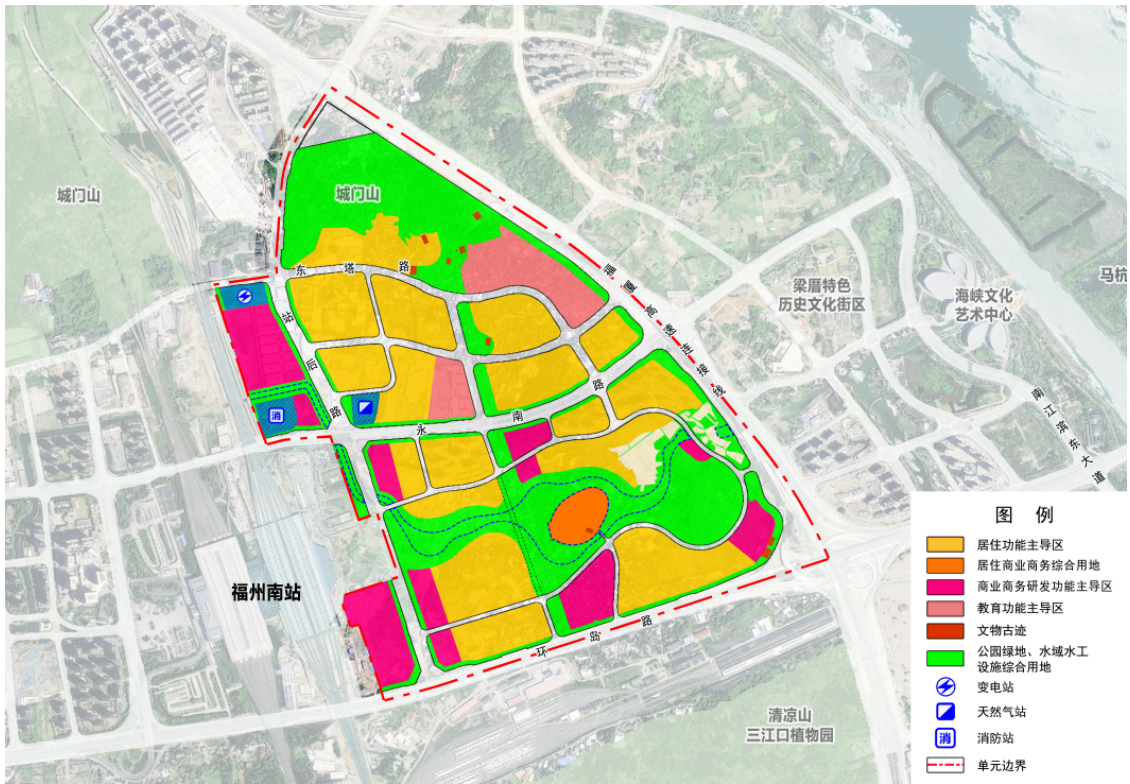 城门山
城门山
东塔路
福厦高速连接线
梁厝特色
历史文化街区
海峡文化
艺术中心
马杭
站后路
南江滨东大道
消
永南路
福州南站
环岛路
清凉山
三江口植物园
图 例
居住功能主导区
居住商业商务综合用地
商业商务研发功能主导区
教育功能主导区
文物古迹
公园绿地、水域水工
设施综合用地
变电站
天然气站
消
消防站
单元边界